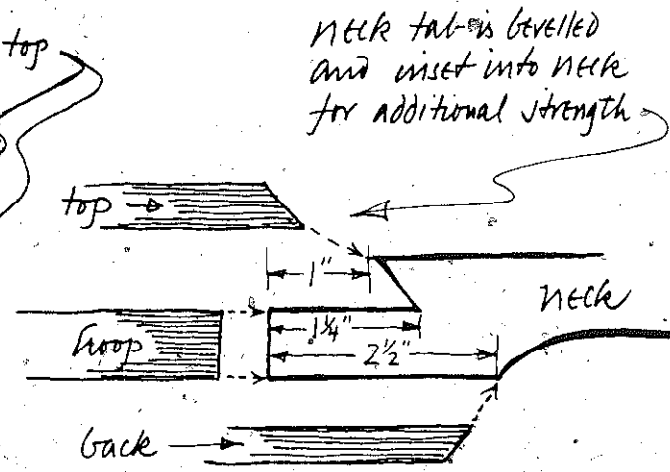 top
neck tab is bevelled
and inset into neck
for additional strength
top
1"
neck
hoop
1¼"
2½"
back